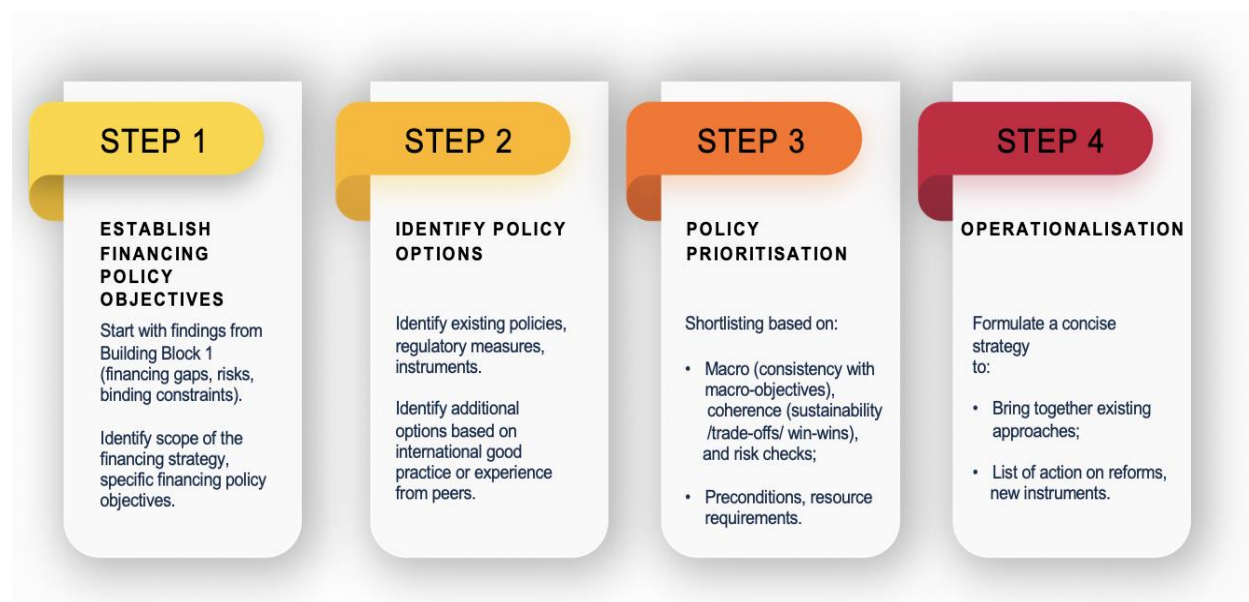 STEP 1
ESTABLISH
FINANCING
POLICY
OBJECTIVES
Start with findings from
Building Block 1
(financing gaps, risks,
binding constraints).
Identify scope of the
financing strategy,
specific financing policy
objectives.
STEP 2
IDENTIFY POLICY
OPTIONS
Identify existing policies,
regulatory measures,
instruments.
Identify additional
options based on
international good
practice or experience
from peers.
STEP 3
POLICY
PRIORITISATION
Shortlisting based on:
• Macro (consistency with
macro-objectives),
coherence (sustainability
/trade-offs/ win-wins),
and risk checks;
• Preconditions, resource
requirements.
STEP 4
OPERATIONALISATION
Formulate a concise
strategy
to:
• Bring together existing
approaches;
• List of action on reforms,
new instruments.